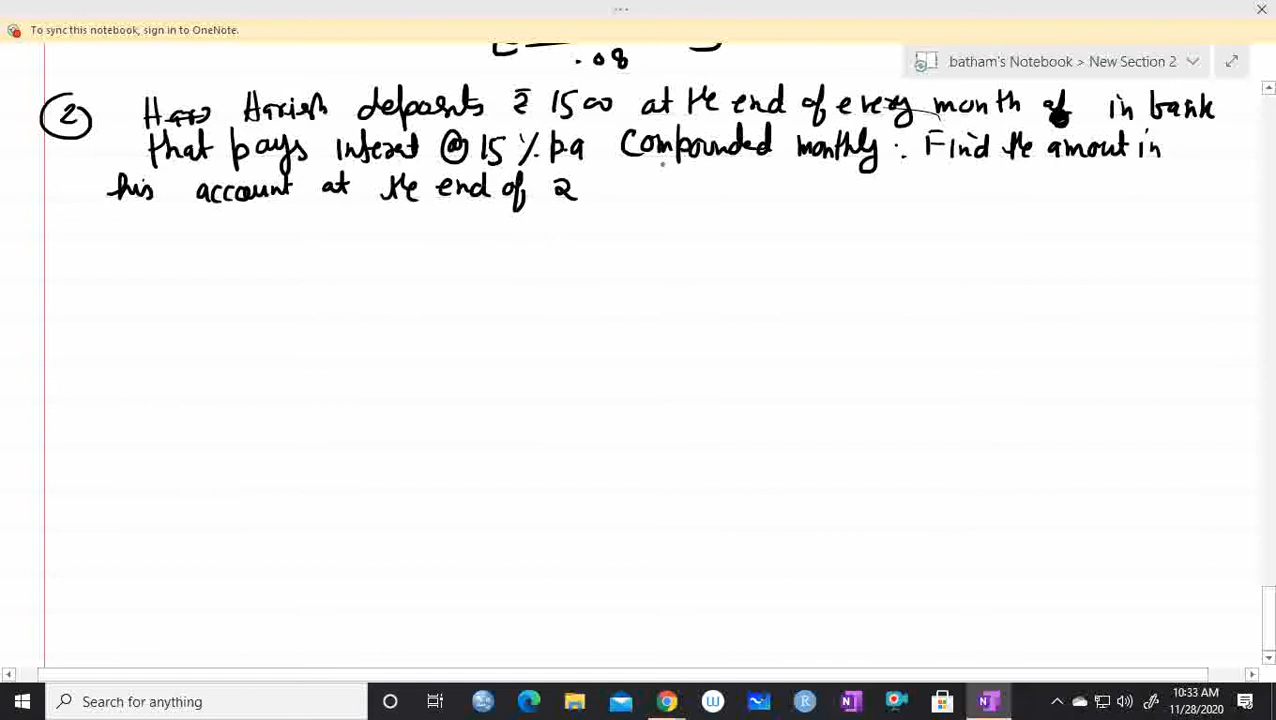 To sync this notebook, sign in to OneNote.
batham's Notebook > New Section 2
.08
② Harish deposits ₹ 1500 at the end of every month in bank
that pays interest @ 15 % pa Compounded monthly. Find the amount in
his account at the end of 2
Search for anything
10:33 AM
11/28/2020